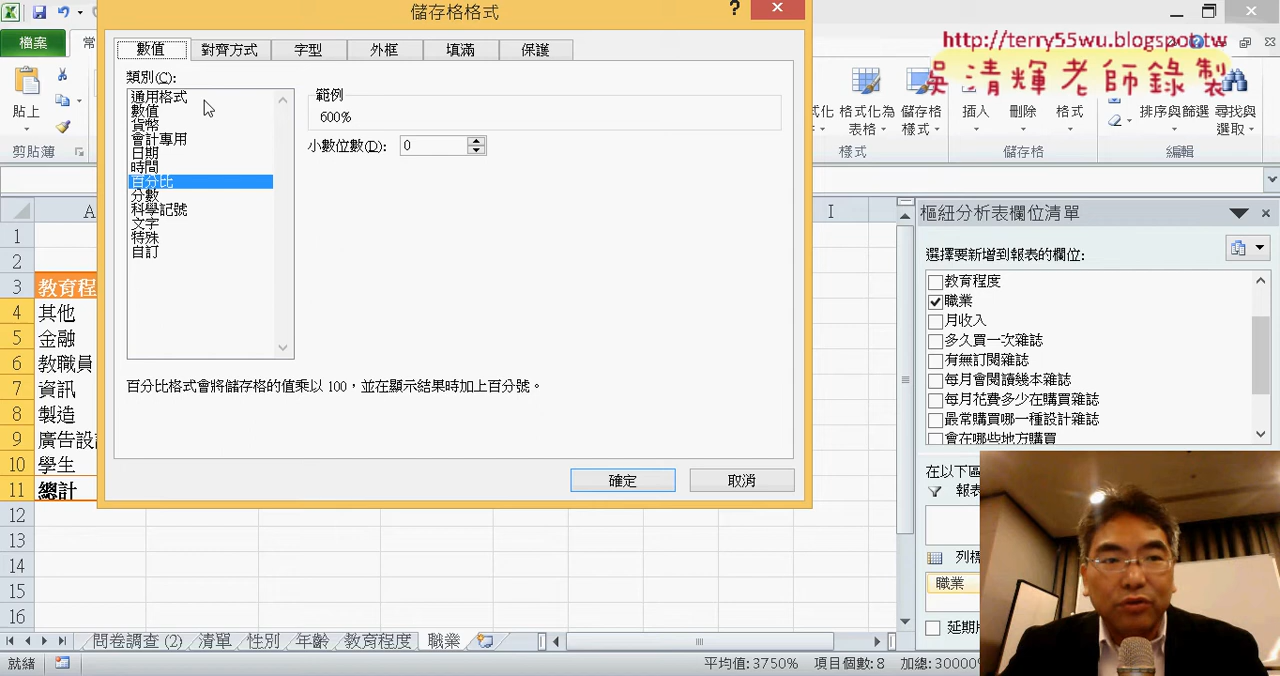 儲存格格式
http://terry55wu.blogspot.tw
吳清輝老師錄製
檔案
常
數值
對齊方式
字型
外框
填滿
保護
類別(C):
通用格式
數值
貨幣
會計專用
日期
時間
百分比
分數
科學記號
文字
特殊
自訂
範例
600%
小數位數(D):
0
百分比格式會將儲存格的值乘以 100，並在顯示結果時加上百分號。
確定
取消
貼上
剪貼簿
格式化為
表格
儲存格
樣式
樣式
插入
刪除
格式
儲存格
排序與篩選
尋找與
選取
編輯
A
I
1
2
3 教育程
4 其他
5 金融
6 教職員
7 資訊
8 製造
9 廣告設
10 學生
11 總計
12
13
14
15
16
樞紐分析表欄位清單
選擇要新增到報表的欄位:
教育程度
職業
月收入
多久買一次雜誌
有無訂閱雜誌
每月會閱讀幾本雜誌
每月花費多少在購買雜誌
最常購買哪一種設計雜誌
會在哪些地方購買
在以下區
報表
列標
職業
延期
問卷調查 (2)
清單
性別
年齡
教育程度
職業
就緒
平均值: 3750%
項目個數: 8
加總: 30000%